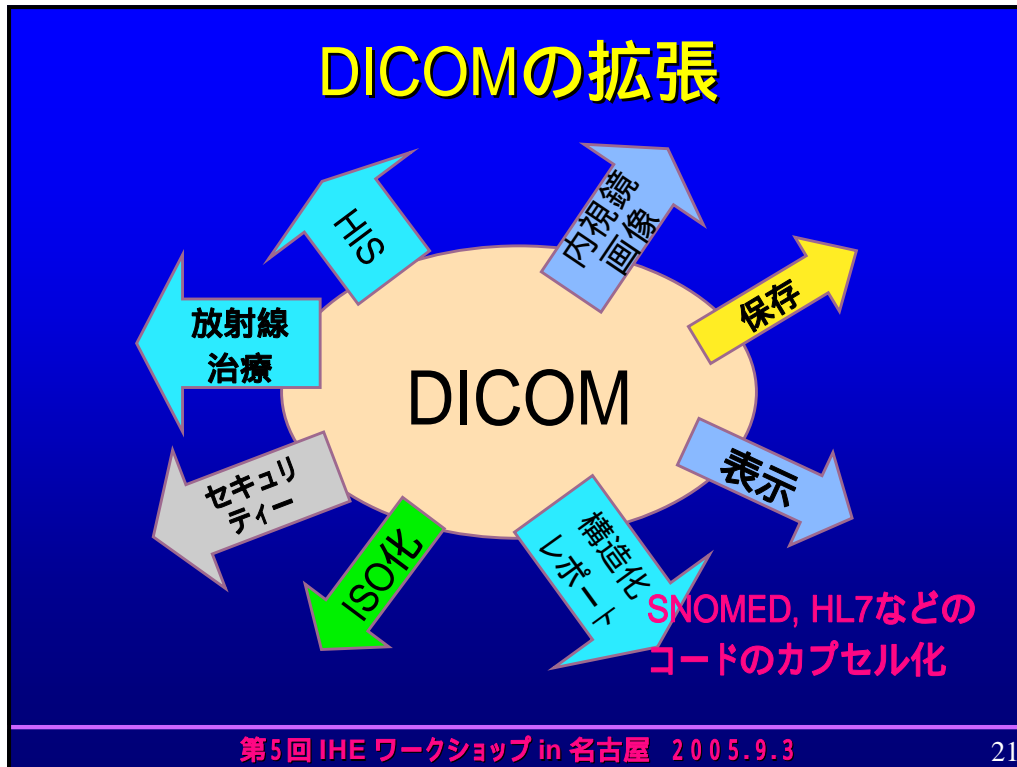 DICOMの拡張
HIS
内視鏡
画像
保存
放射線
治療
DICOM
表示
セキュリ
ティー
ISO化
構造化
レポート
SNOMED, HL7などの
コードのカプセル化
第5回 IHE ワークショップ in 名古屋 2005.9.3
21